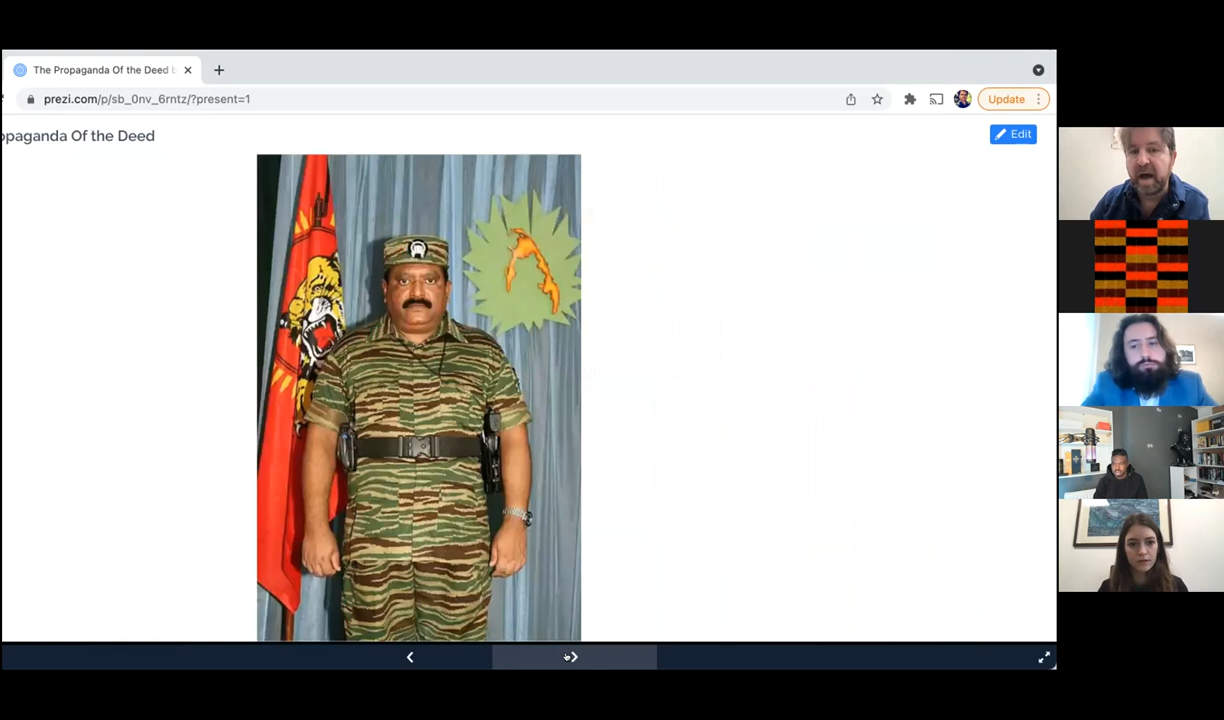 The Propaganda Of the Deed b
prezi.com/p/sb_0nv_6rntz/?present=1
Update
opaganda Of the Deed
Edit